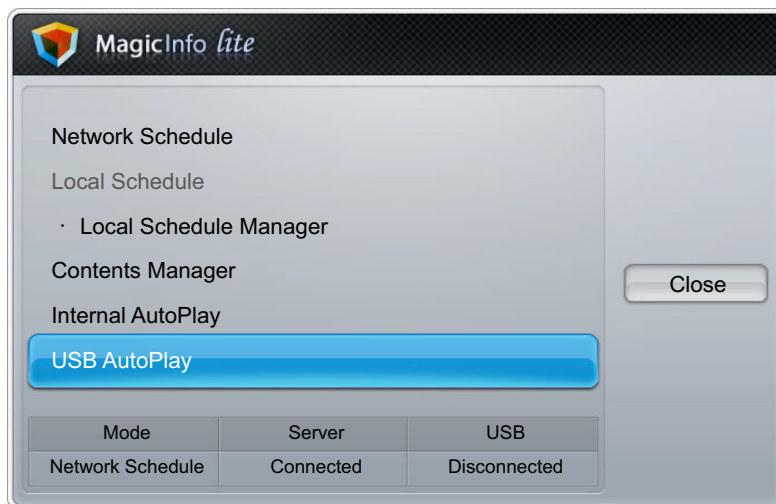 MagicInfo lite
Network Schedule
Local Schedule
· Local Schedule Manager
Contents Manager
Close
Internal AutoPlay
USB AutoPlay
Mode Server USB
Network Schedule Connected Disconnected